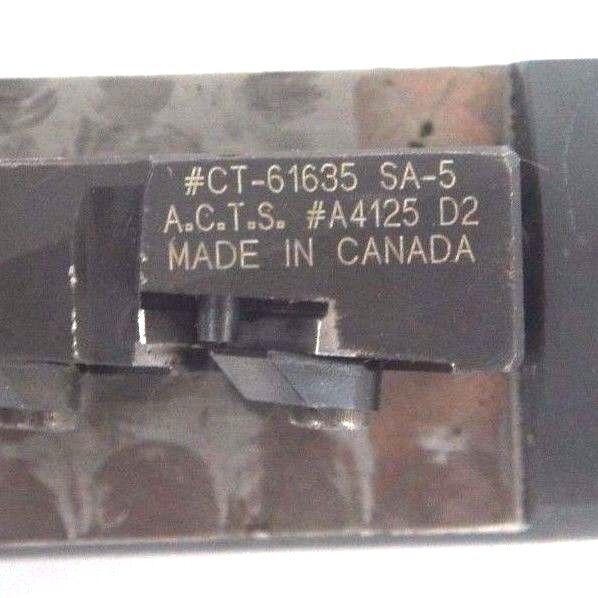 #CT-61635 SA-5
A.C.T.S. #A4125 D2
MADE IN CANADA